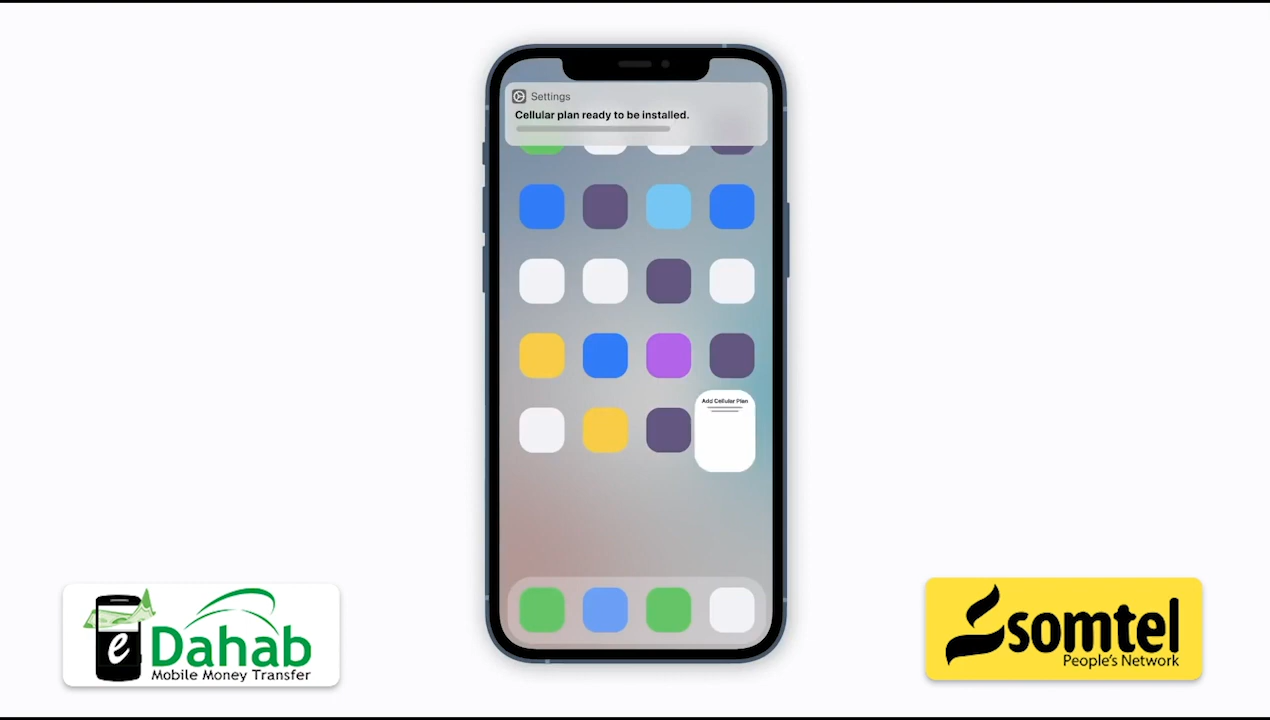 Settings
Cellular plan ready to be installed.
Add Cellular Plan
e
Dahab
Mobile Money Transfer
somtel
People's Network